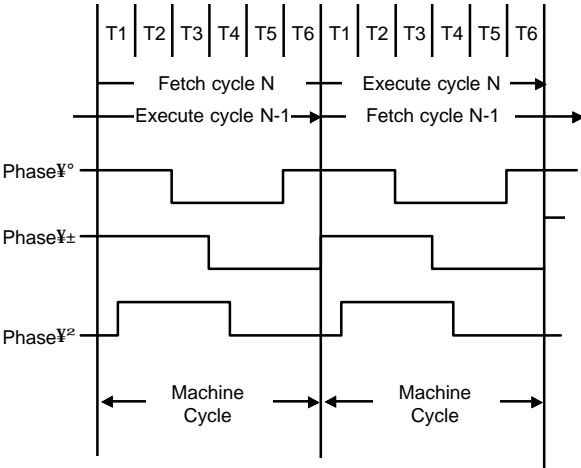 T1 T2 T3 T4 T5 T6 T1 T2 T3 T4 T5 T6
Fetch cycle N Execute cycle N
Execute cycle N-1 Fetch cycle N-1
Phase¥°
Phase¥±
Phase¥²
Machine Cycle
Machine Cycle